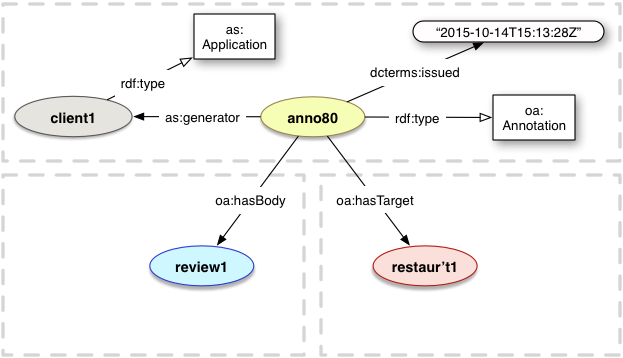 as:
Application
“2015-10-14T15:13:28Z”
rdf:type
dcterms:issued
client1
as:generator
anno80
rdf:type
oa:
Annotation
oa:hasBody
oa:hasTarget
review1
restaur’t1